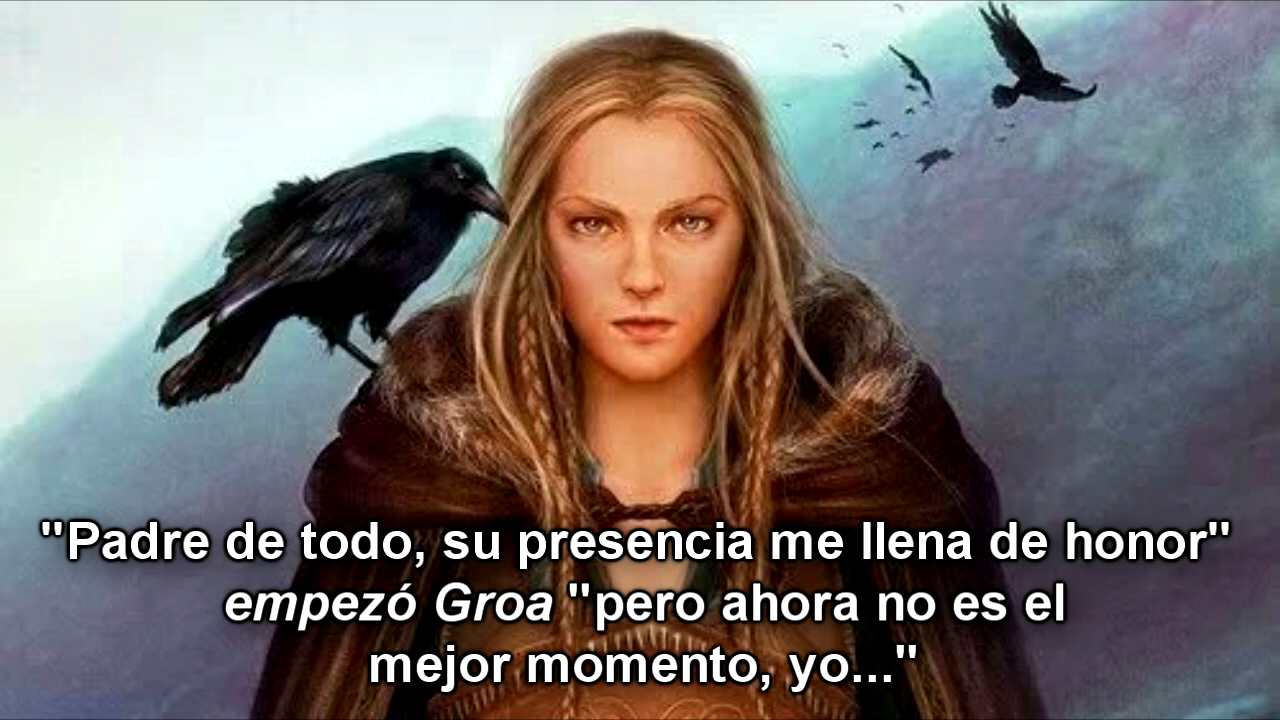 "Padre de todo, su presencia me llena de honor"
empezó Groa "pero ahora no es el
mejor momento, yo..."